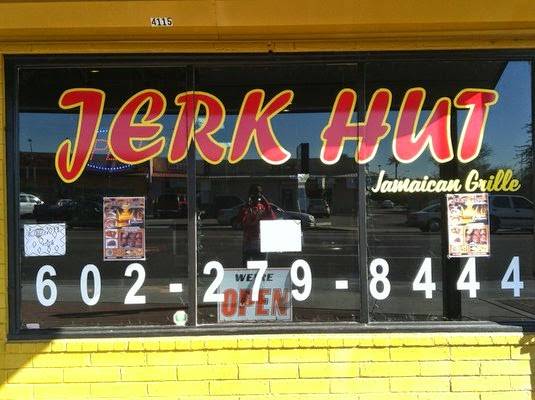 4115
JERK HUT
Jamaican Grille
602-279-8444
WE'RE
OPEN